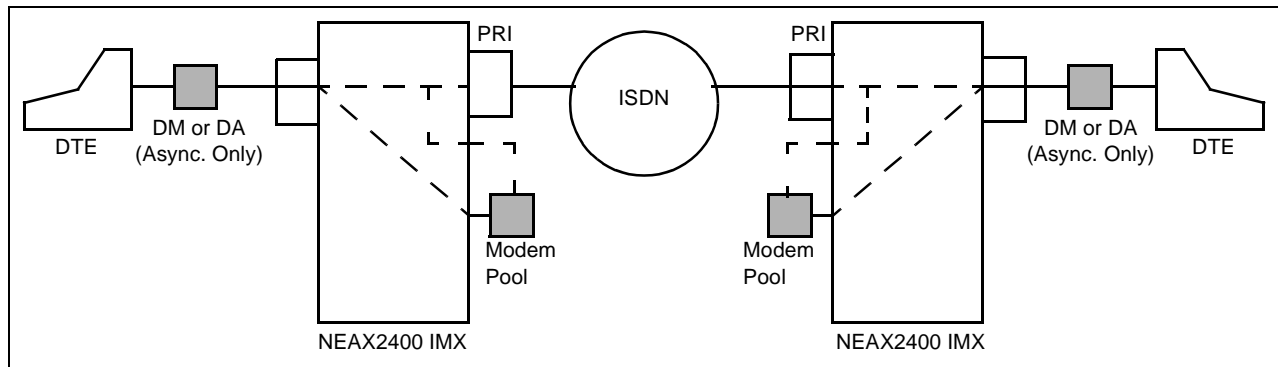 PRI
PRI
ISDN
DTE
DM or DA
(Async. Only)
DM or DA
(Async. Only)
DTE
Modem
Pool
Modem
Pool
NEAX2400 IMX
NEAX2400 IMX